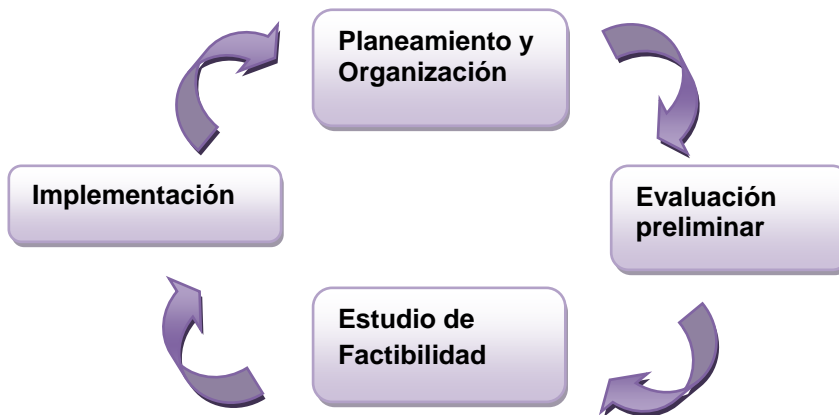 Planeamiento y
Organización
Implementación
Evaluación
preliminar
Estudio de
Factibilidad